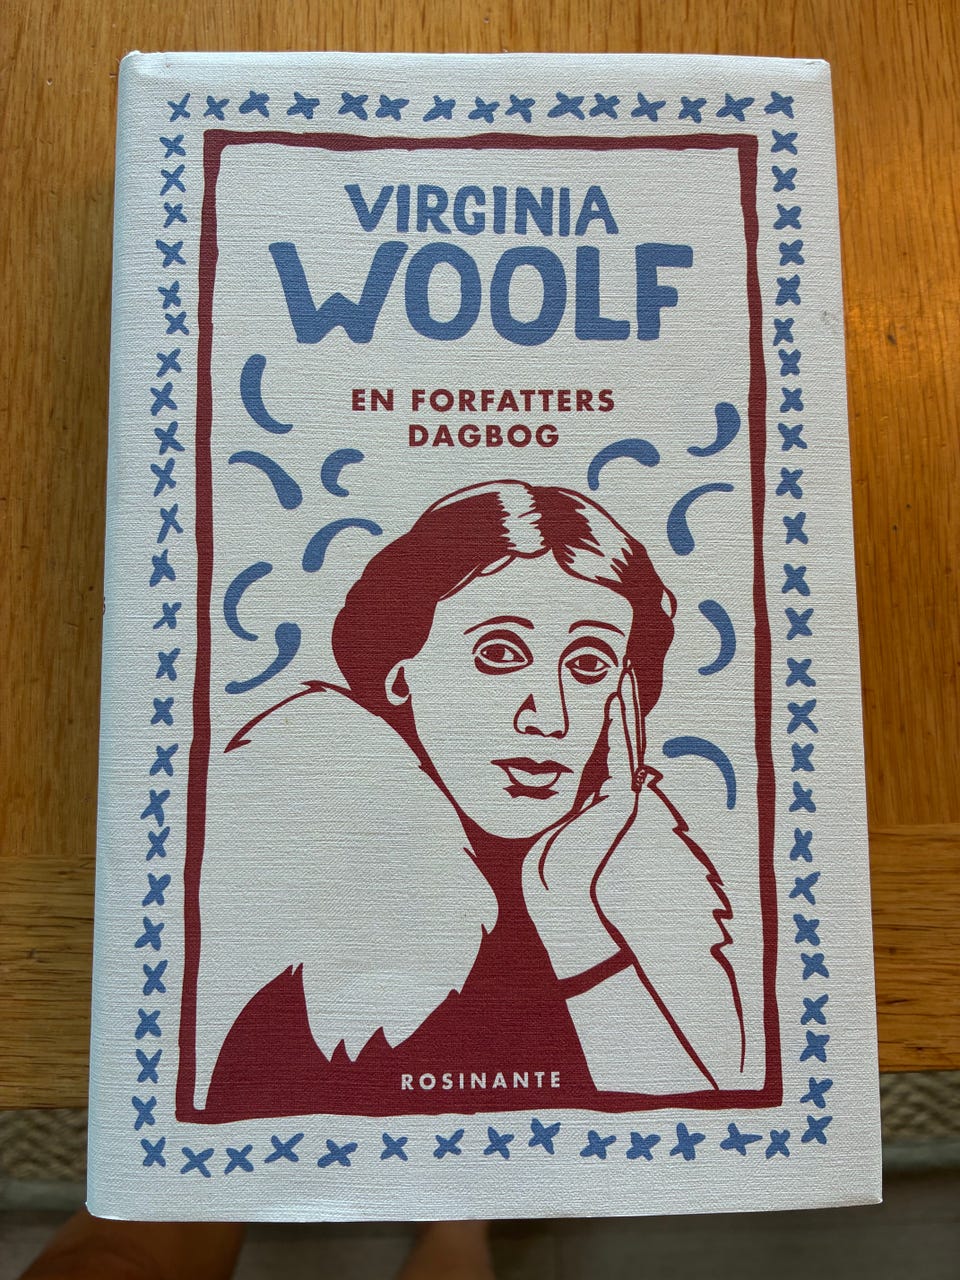 VIRGINIA
WOOLF
EN FORFATTERS
DAGBOG
ROSINANTE